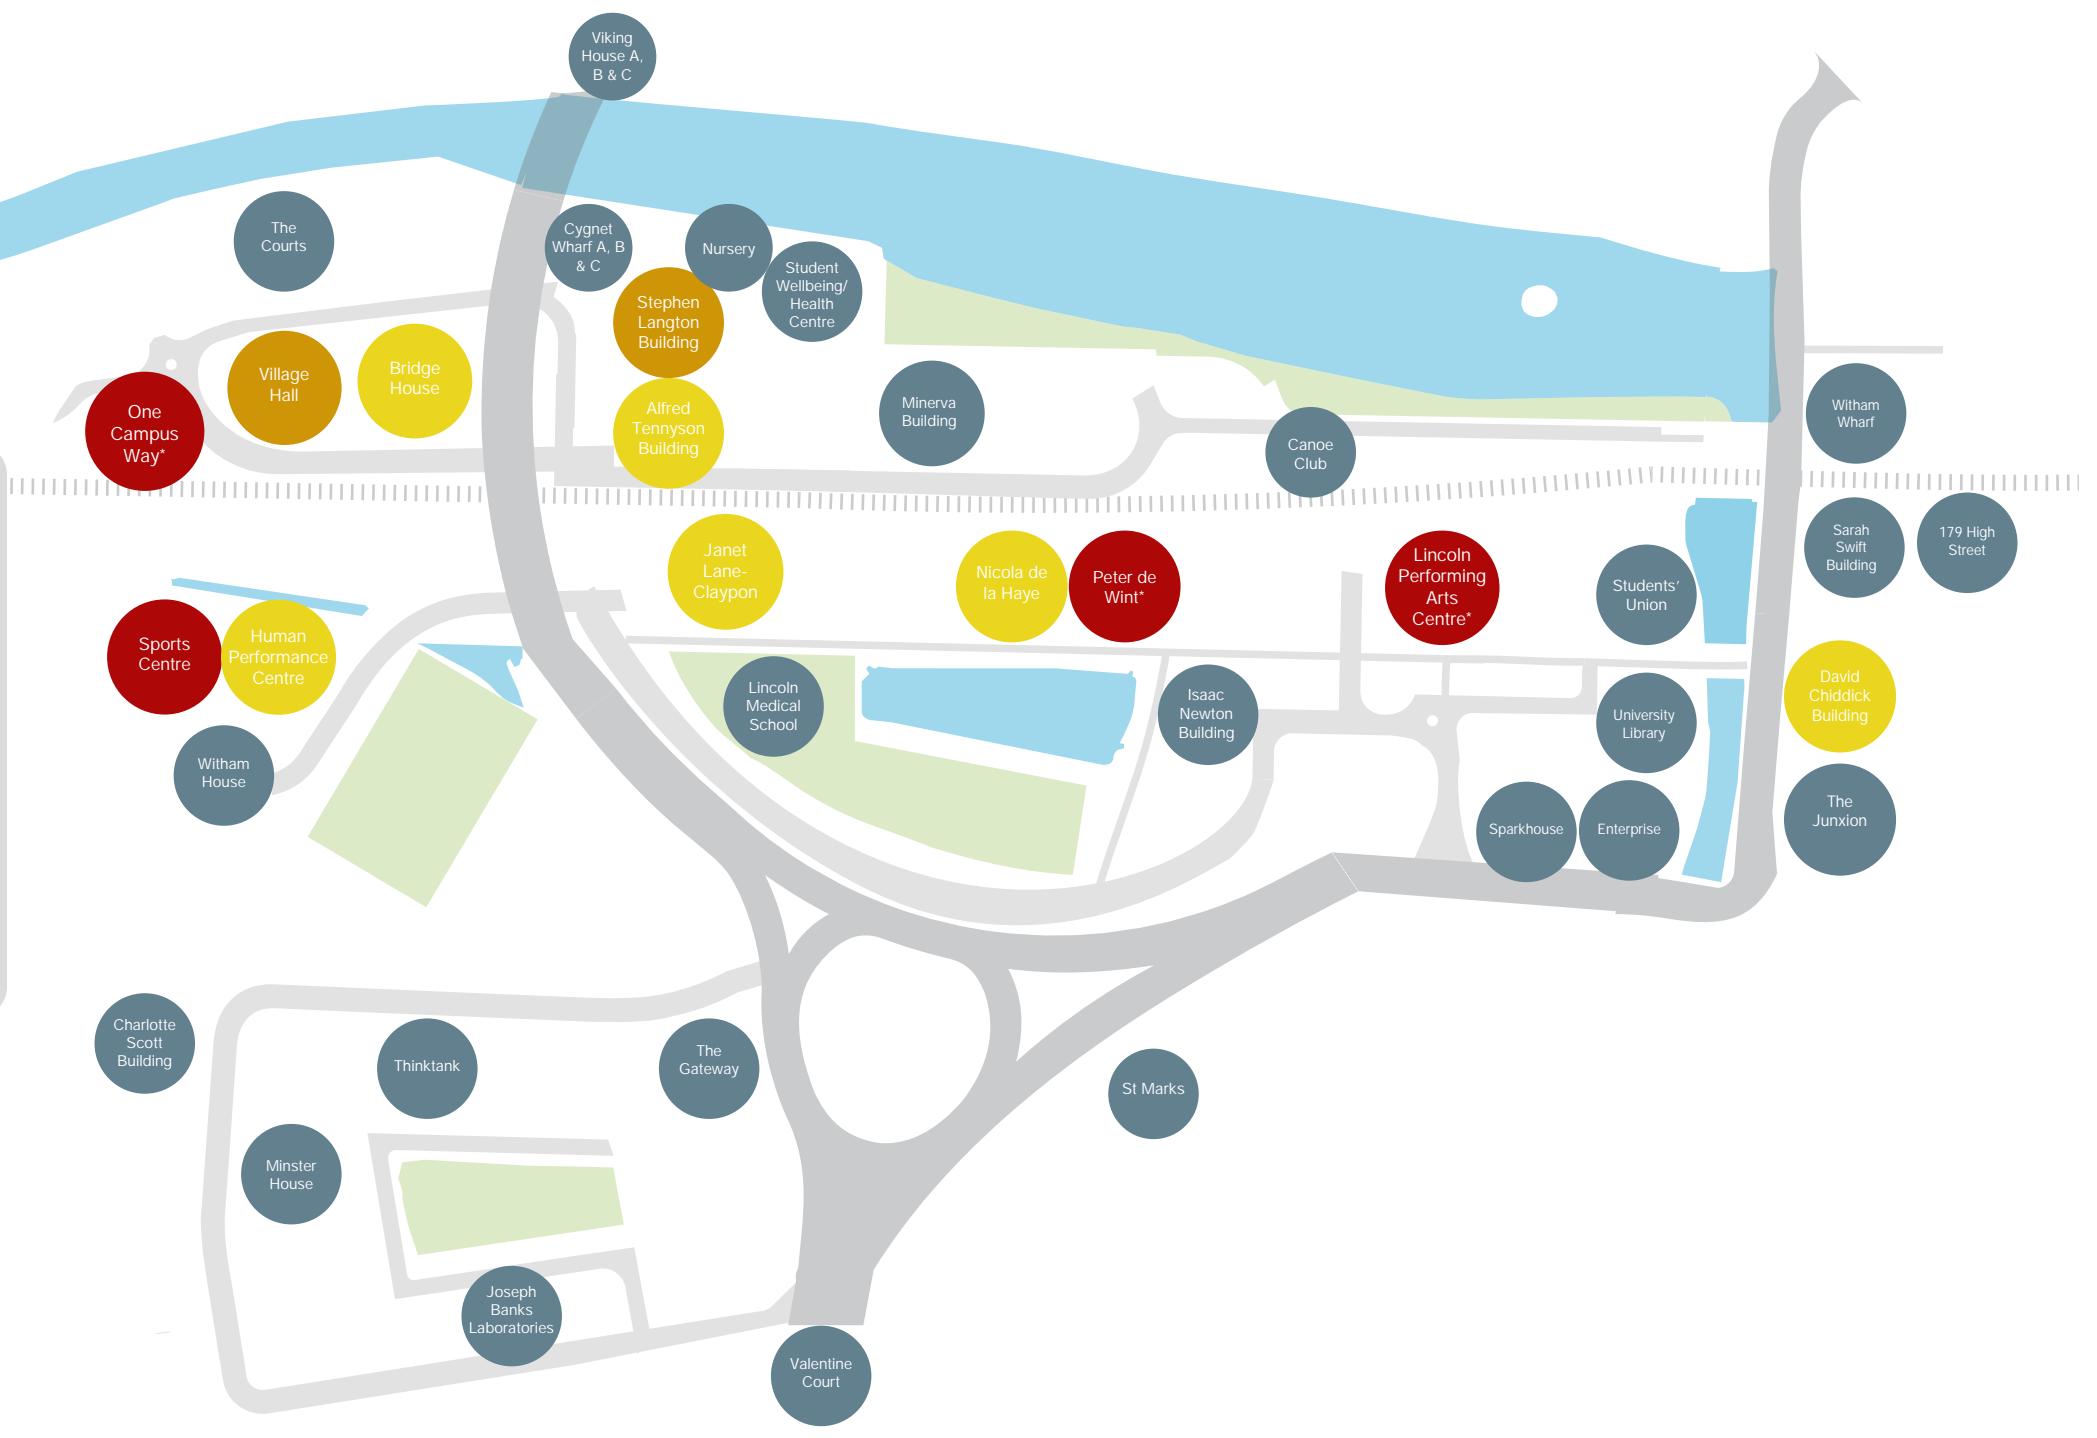 Viking
House A,
B & C
The
Courts
Cygnet
Wharf A, B
& C
Nursery
Student
Wellbeing/
Health
Centre
Stephen
Langton
Building
Village
Hall
Bridge
House
One
Campus
Way*
Alfred
Tennyson
Building
Minerva
Building
Canoe
Club
Witham
Wharf
Janet
Lane-
Claypon
Nicola de
la Haye
Peter de
Wint*
Lincoln
Performing
Arts
Centre*
Students’
Union
Sarah
Swift
Building
179 High
Street
Sports
Centre
Human
Performance
Centre
Witham
House
Lincoln
Medical
School
Isaac
Newton
Building
University
Library
David
Chiddick
Building
Sparkhouse
Enterprise
The
Junxion
Charlotte
Scott
Building
Thinktank
The
Gateway
St Marks
Minster
House
Joseph
Banks
Laboratories
Valentine
Court